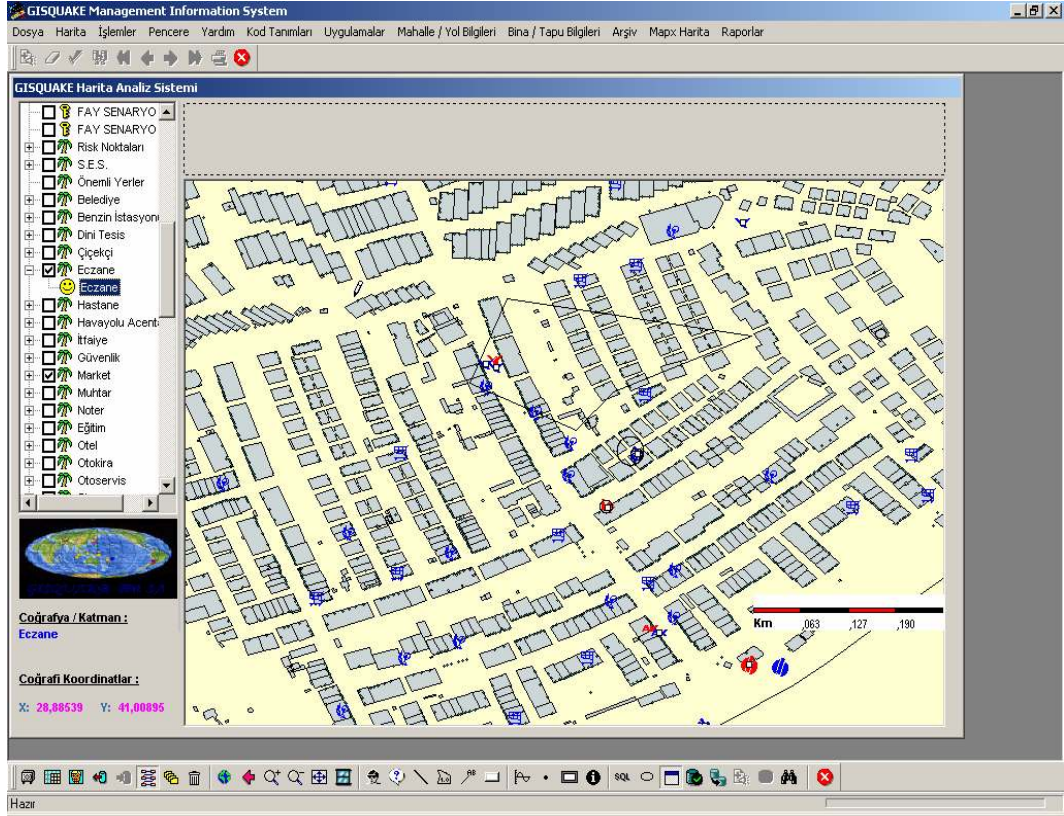 GISQUAKE Management Information System
Dosya Harita İşlemler Pencere Yardım Kod Tanımları Uygulamalar Mahalle / Yol Bilgileri Bina / Tapu Bilgileri Arşiv Mapx Harita Raporlar
GISQUAKE Harita Analiz Sistemi
FAY SENARYO
FAY SENARYO
Risk Noktaları
S.E.S.
Önemli Yerler
Belediye
Benzin İstasyonu
Dini Tesis
Çiçekçi
Eczane
Eczane
Hastane
Havayolu Acent
İtfaiye
Güvenlik
Market
Muhtar
Noter
Eğitim
Otel
Otokira
Otoservis
Coğrafya / Katman :
Eczane
Coğrafi Koordinatlar :
X: 28,88539 Y: 41,00895
Km ,063 ,127 ,190
SQL
Hazır